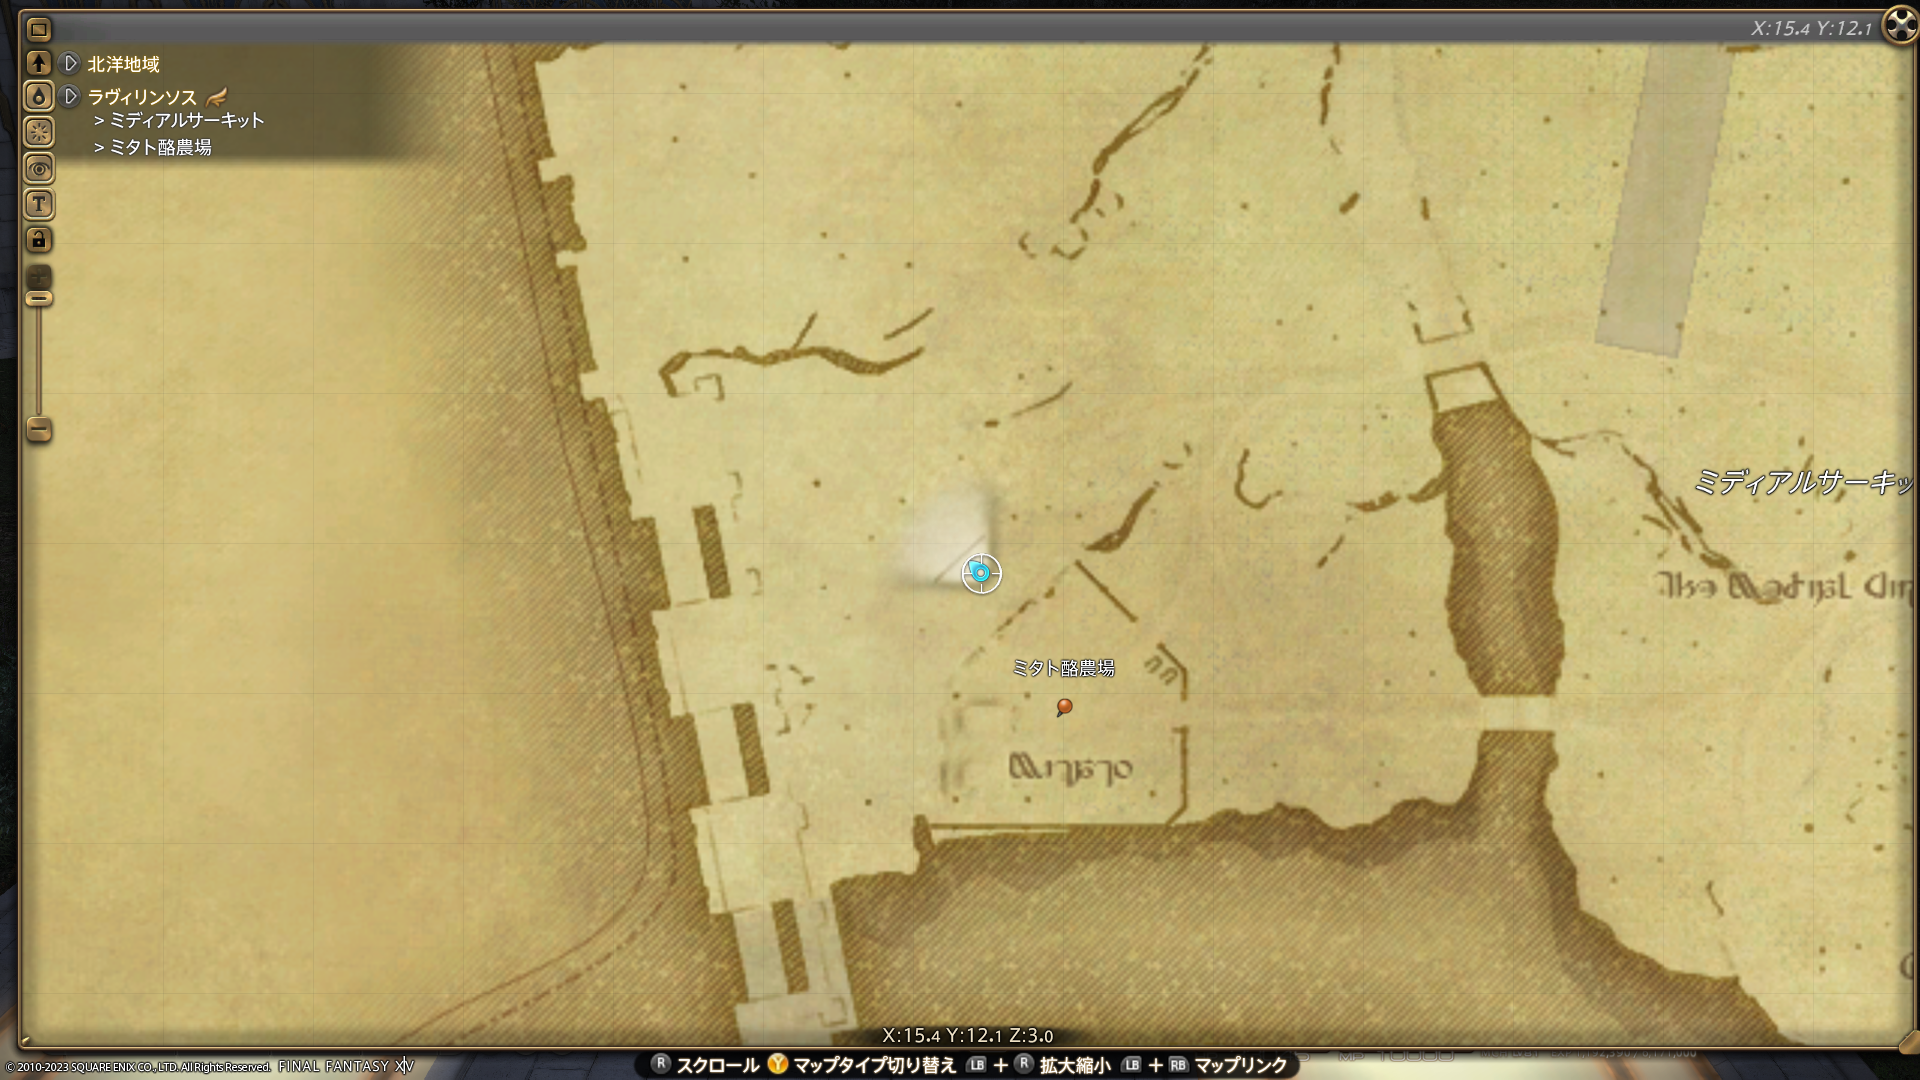 X:15.4 Y:12.1
北洋地域
ラヴィリンソス
> ミディアルサーキット
> ミタト酪農場
T
ミディアルサーキッ
The Medial Cir
ミタト酪農場
Mitato
X:15.4 Y:12.1 Z:3.0
R スクロール Y マップタイプ切り替え LB + R 拡大縮小 LB + RB マップリンク
© 2010-2023 SQUARE ENIX CO., LTD. All Rights Reserved. FINAL FANTASY XIV